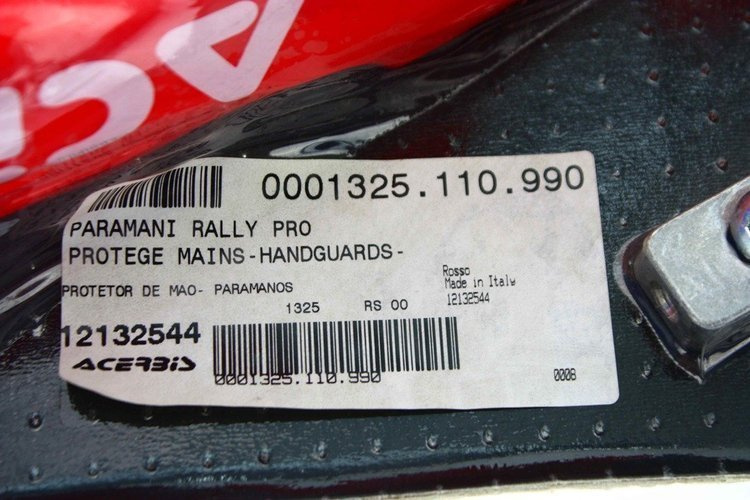 AC
0001325.110.990
PARAMANI RALLY PRO
PROTEGE MAINS-HANDGUARDS-
PROTETOR DE MAO- PARAMANOS
1325 RS 00
Rosso
Made in Italy
12132544
12132544
ACERBIS
0001325.110.990
0008